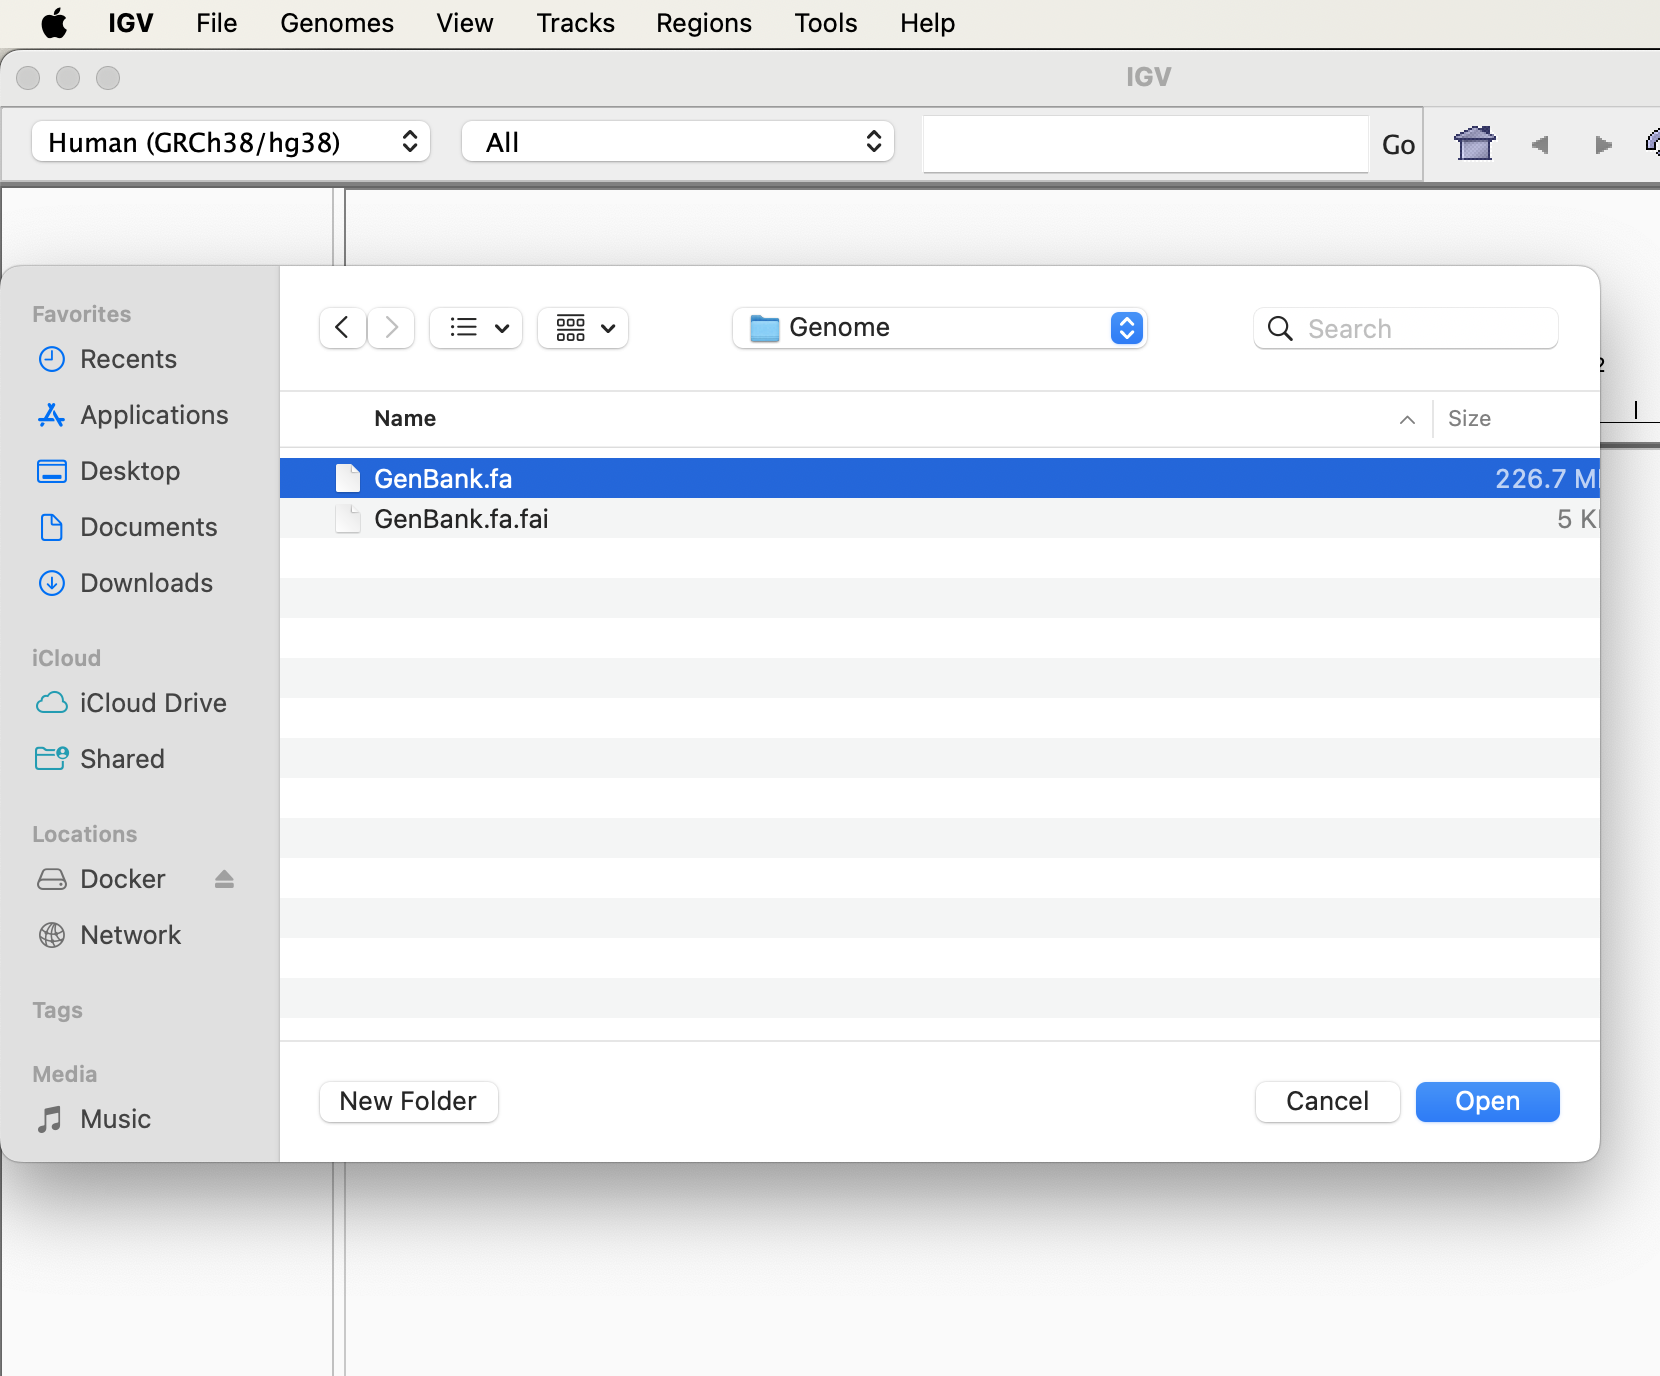 IGV File Genomes View Tracks Regions Tools Help
IGV
Human (GRCh38/hg38) All Go
Favorites
Recents
Applications
Desktop
Documents
Downloads
iCloud
iCloud Drive
Shared
Locations
Docker
Network
Tags
Media
Music
Genome Search
Name Size
GenBank.fa 226.7 M
GenBank.fa.fai 5 K
New Folder Cancel Open